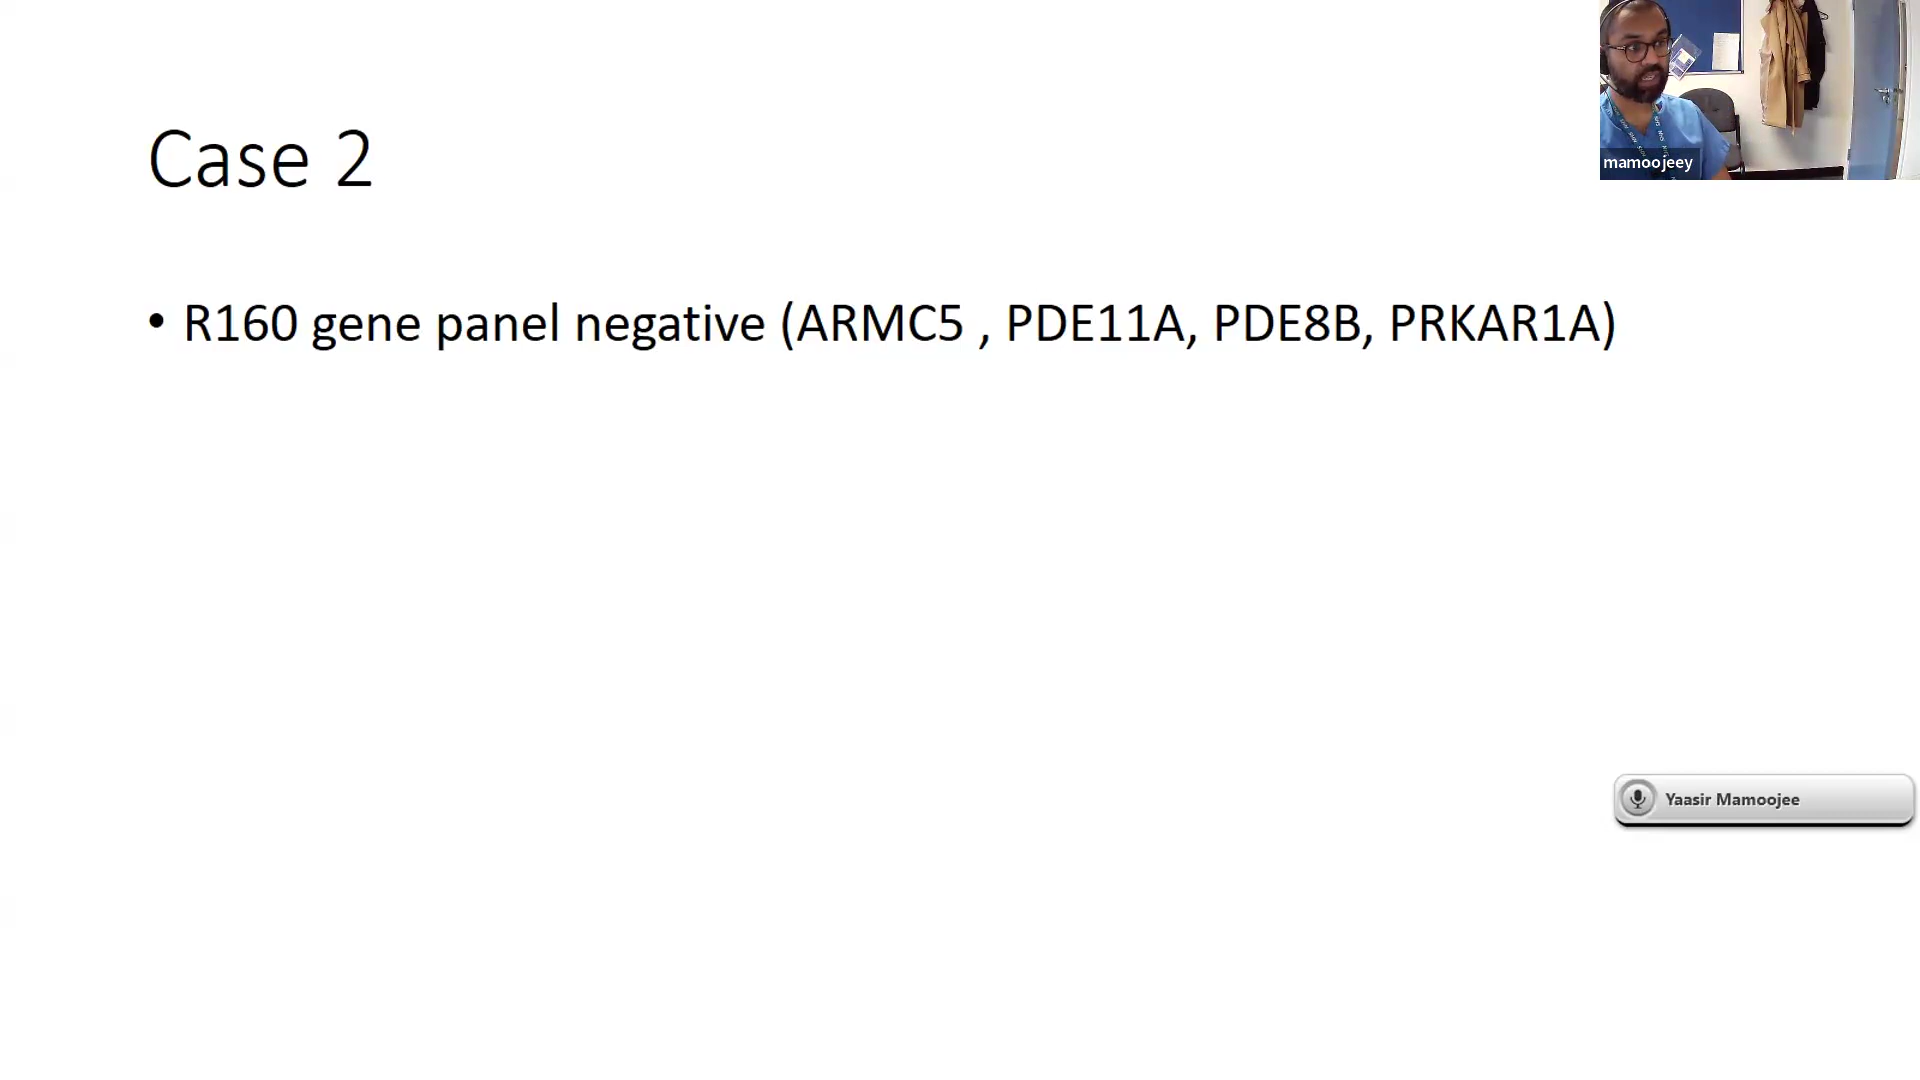 mamoojeey
Case 2
• R160 gene panel negative (ARMC5 , PDE11A, PDE8B, PRKAR1A)
Yaasir Mamoojee